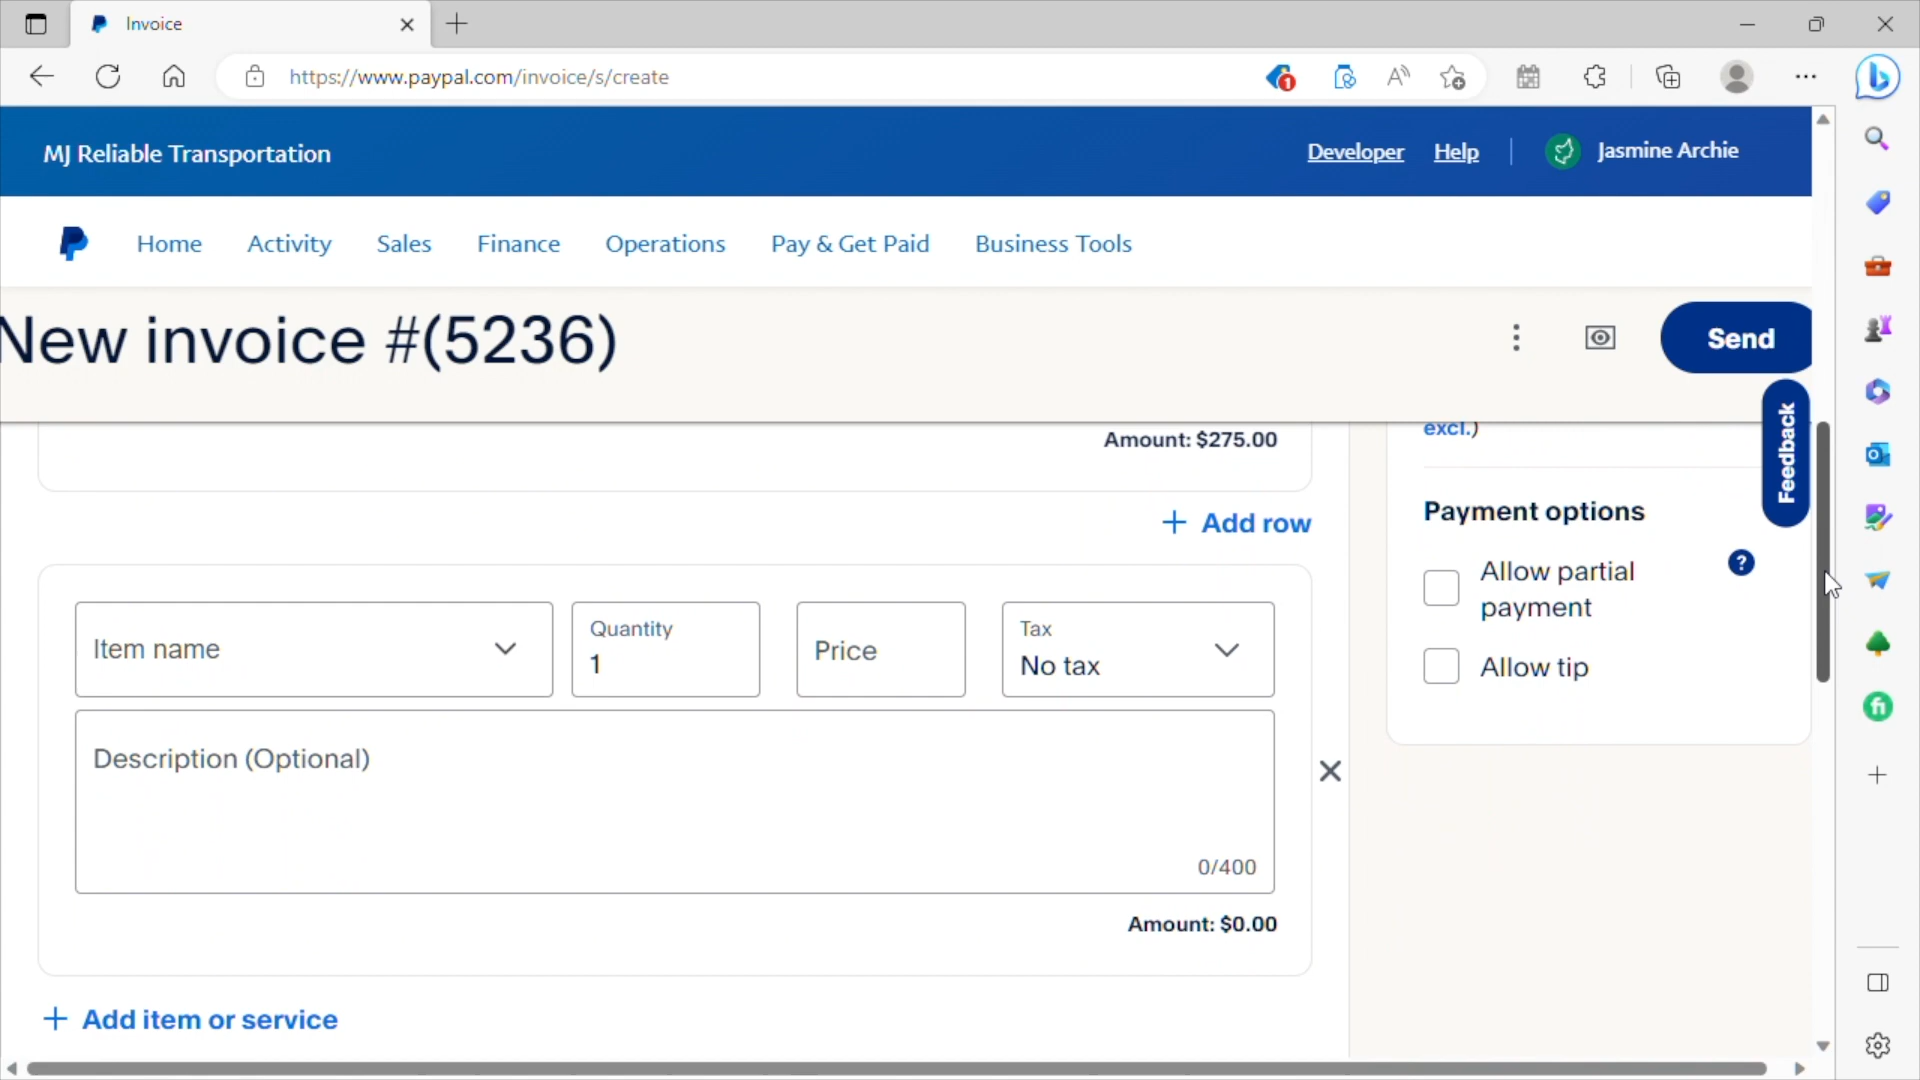 Invoice
https://www.paypal.com/invoice/s/create
1
MJ Reliable Transportation
Developer
Help
Jasmine Archie
Home
Activity
Sales
Finance
Operations
Pay & Get Paid
Business Tools
New invoice #(5236)
Send
Feedback
Amount: $275.00
excl.)
+ Add row
Payment options
Allow partial
payment
?
Allow tip
Item name
Quantity
1
Price
Tax
No tax
Description (Optional)
0/400
Amount: $0.00
+ Add item or service